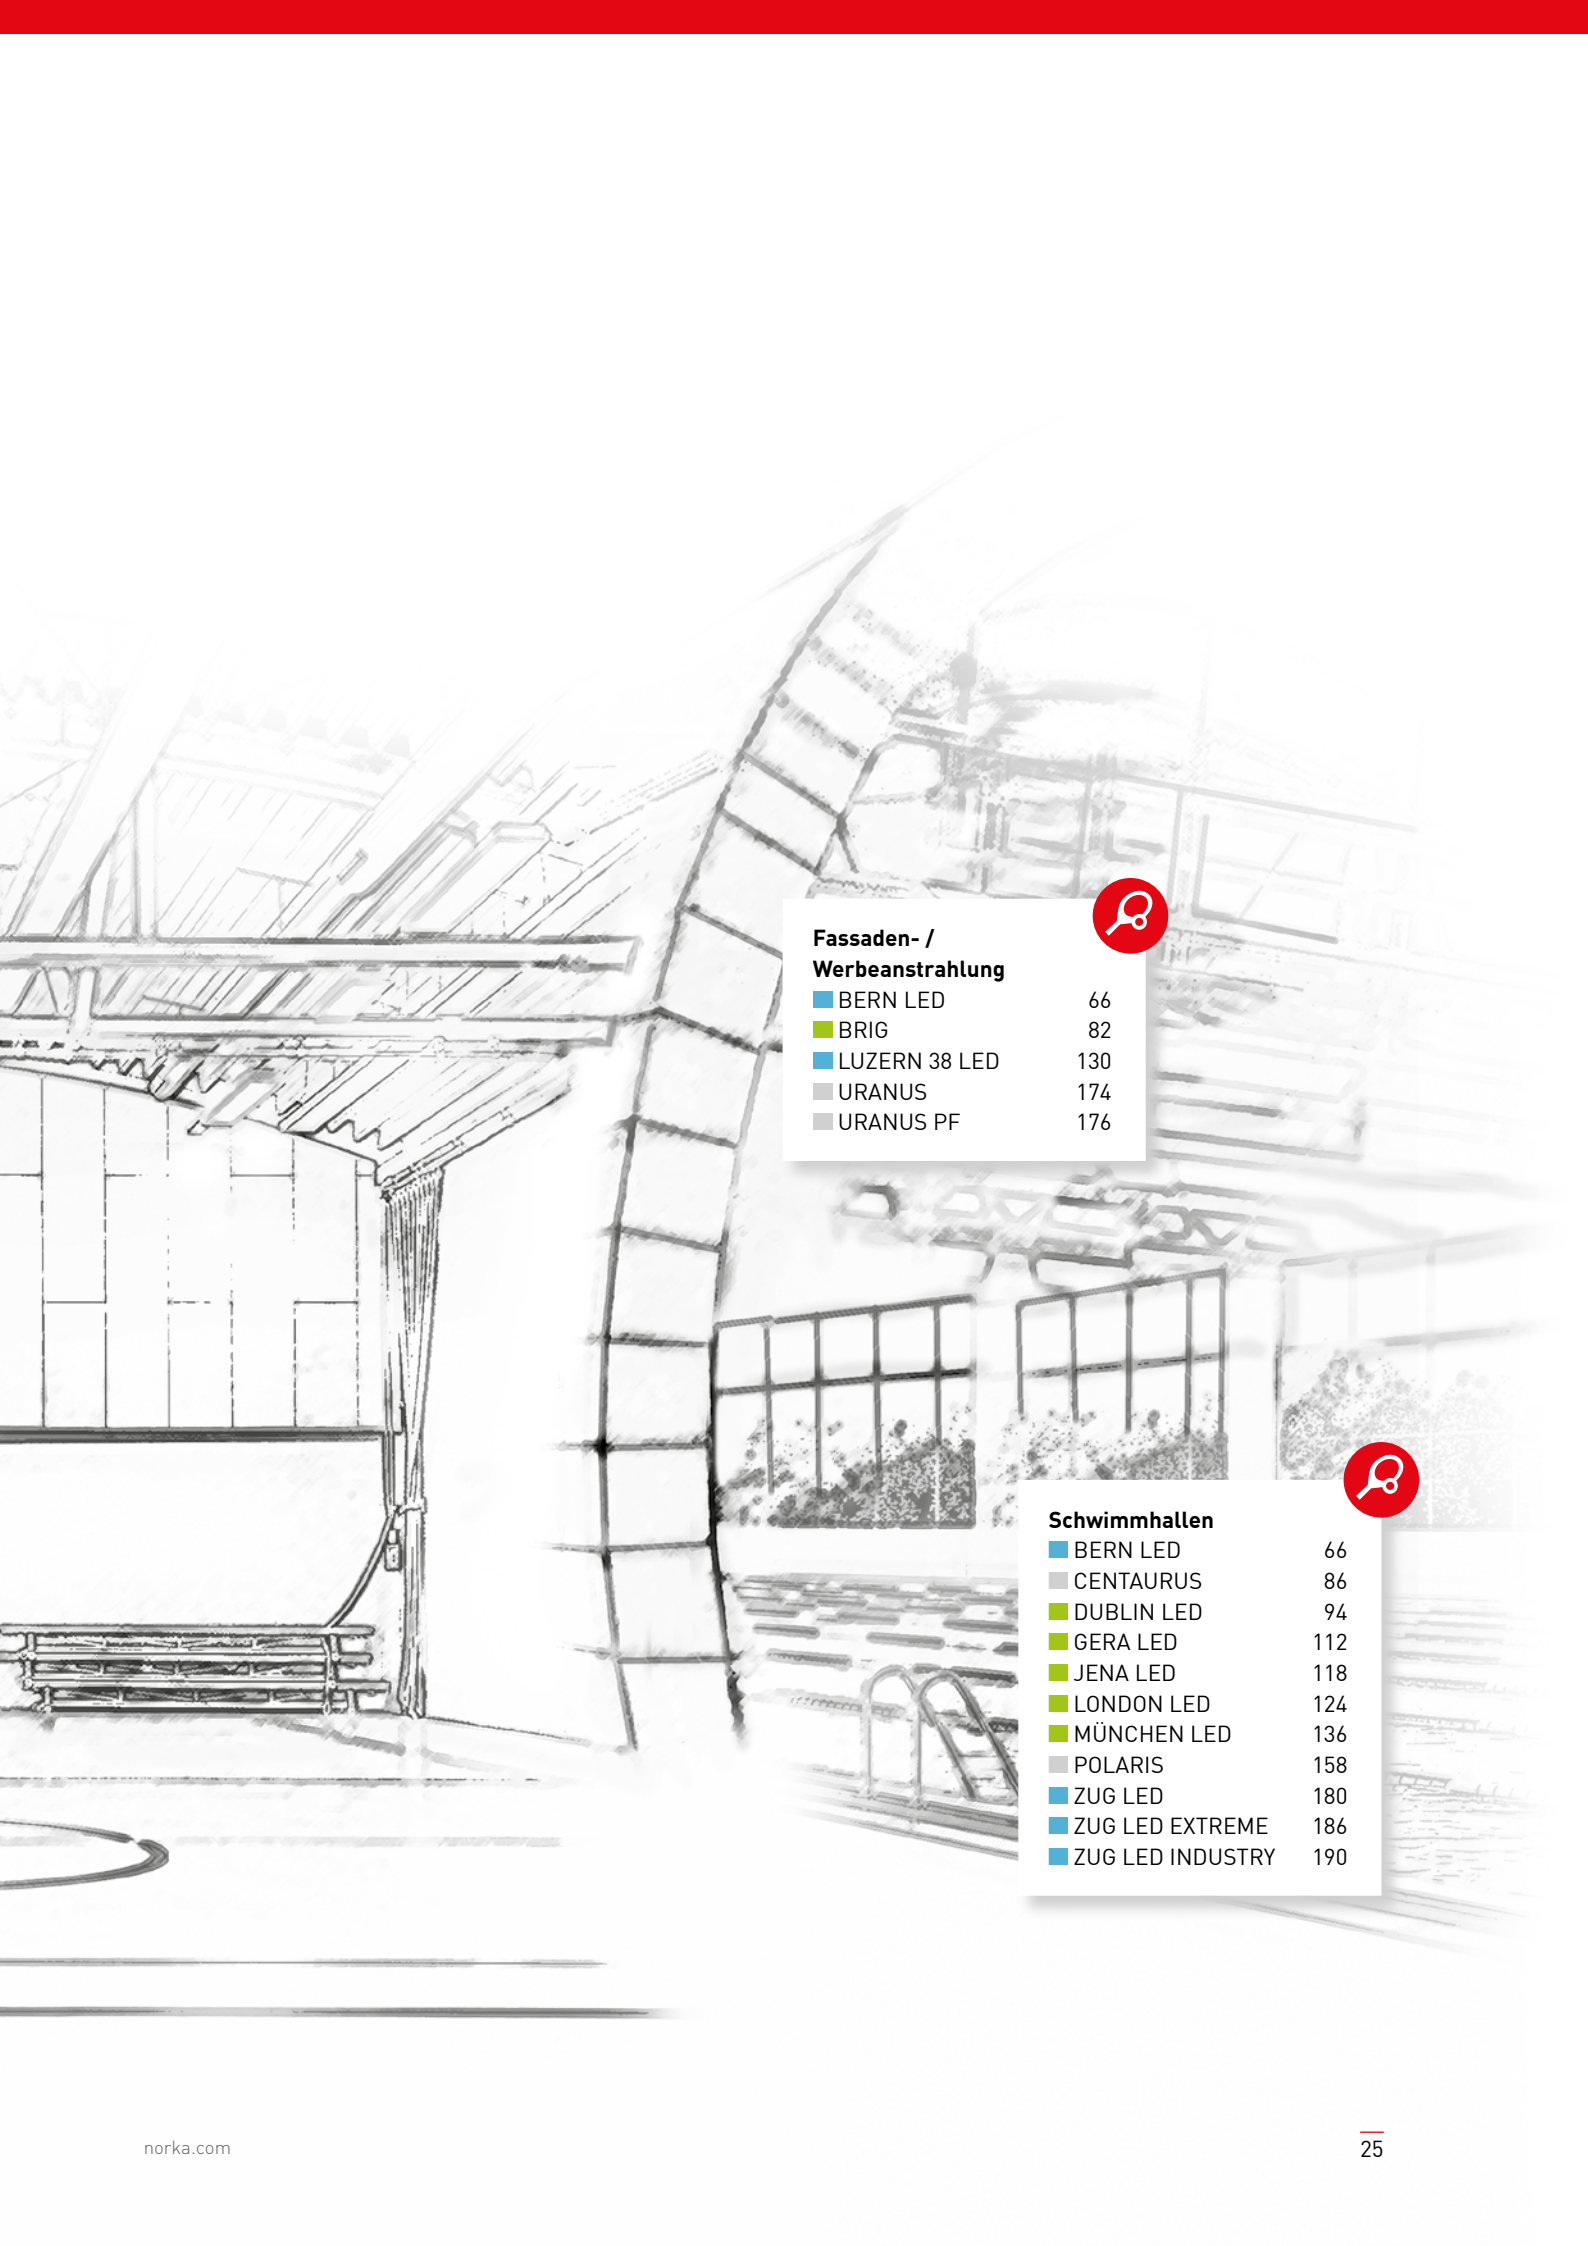 Fassaden- /
Werbeanstrahlung
BERN LED 66
BRIG 82
LUZERN 38 LED 130
URANUS 174
URANUS PF 176
Schwimmhallen
BERN LED 66
CENTAURUS 86
DUBLIN LED 94
GERA LED 112
JENA LED 118
LONDON LED 124
MÜNCHEN LED 136
POLARIS 158
ZUG LED 180
ZUG LED EXTREME 186
ZUG LED INDUSTRY 190
norka.com
25